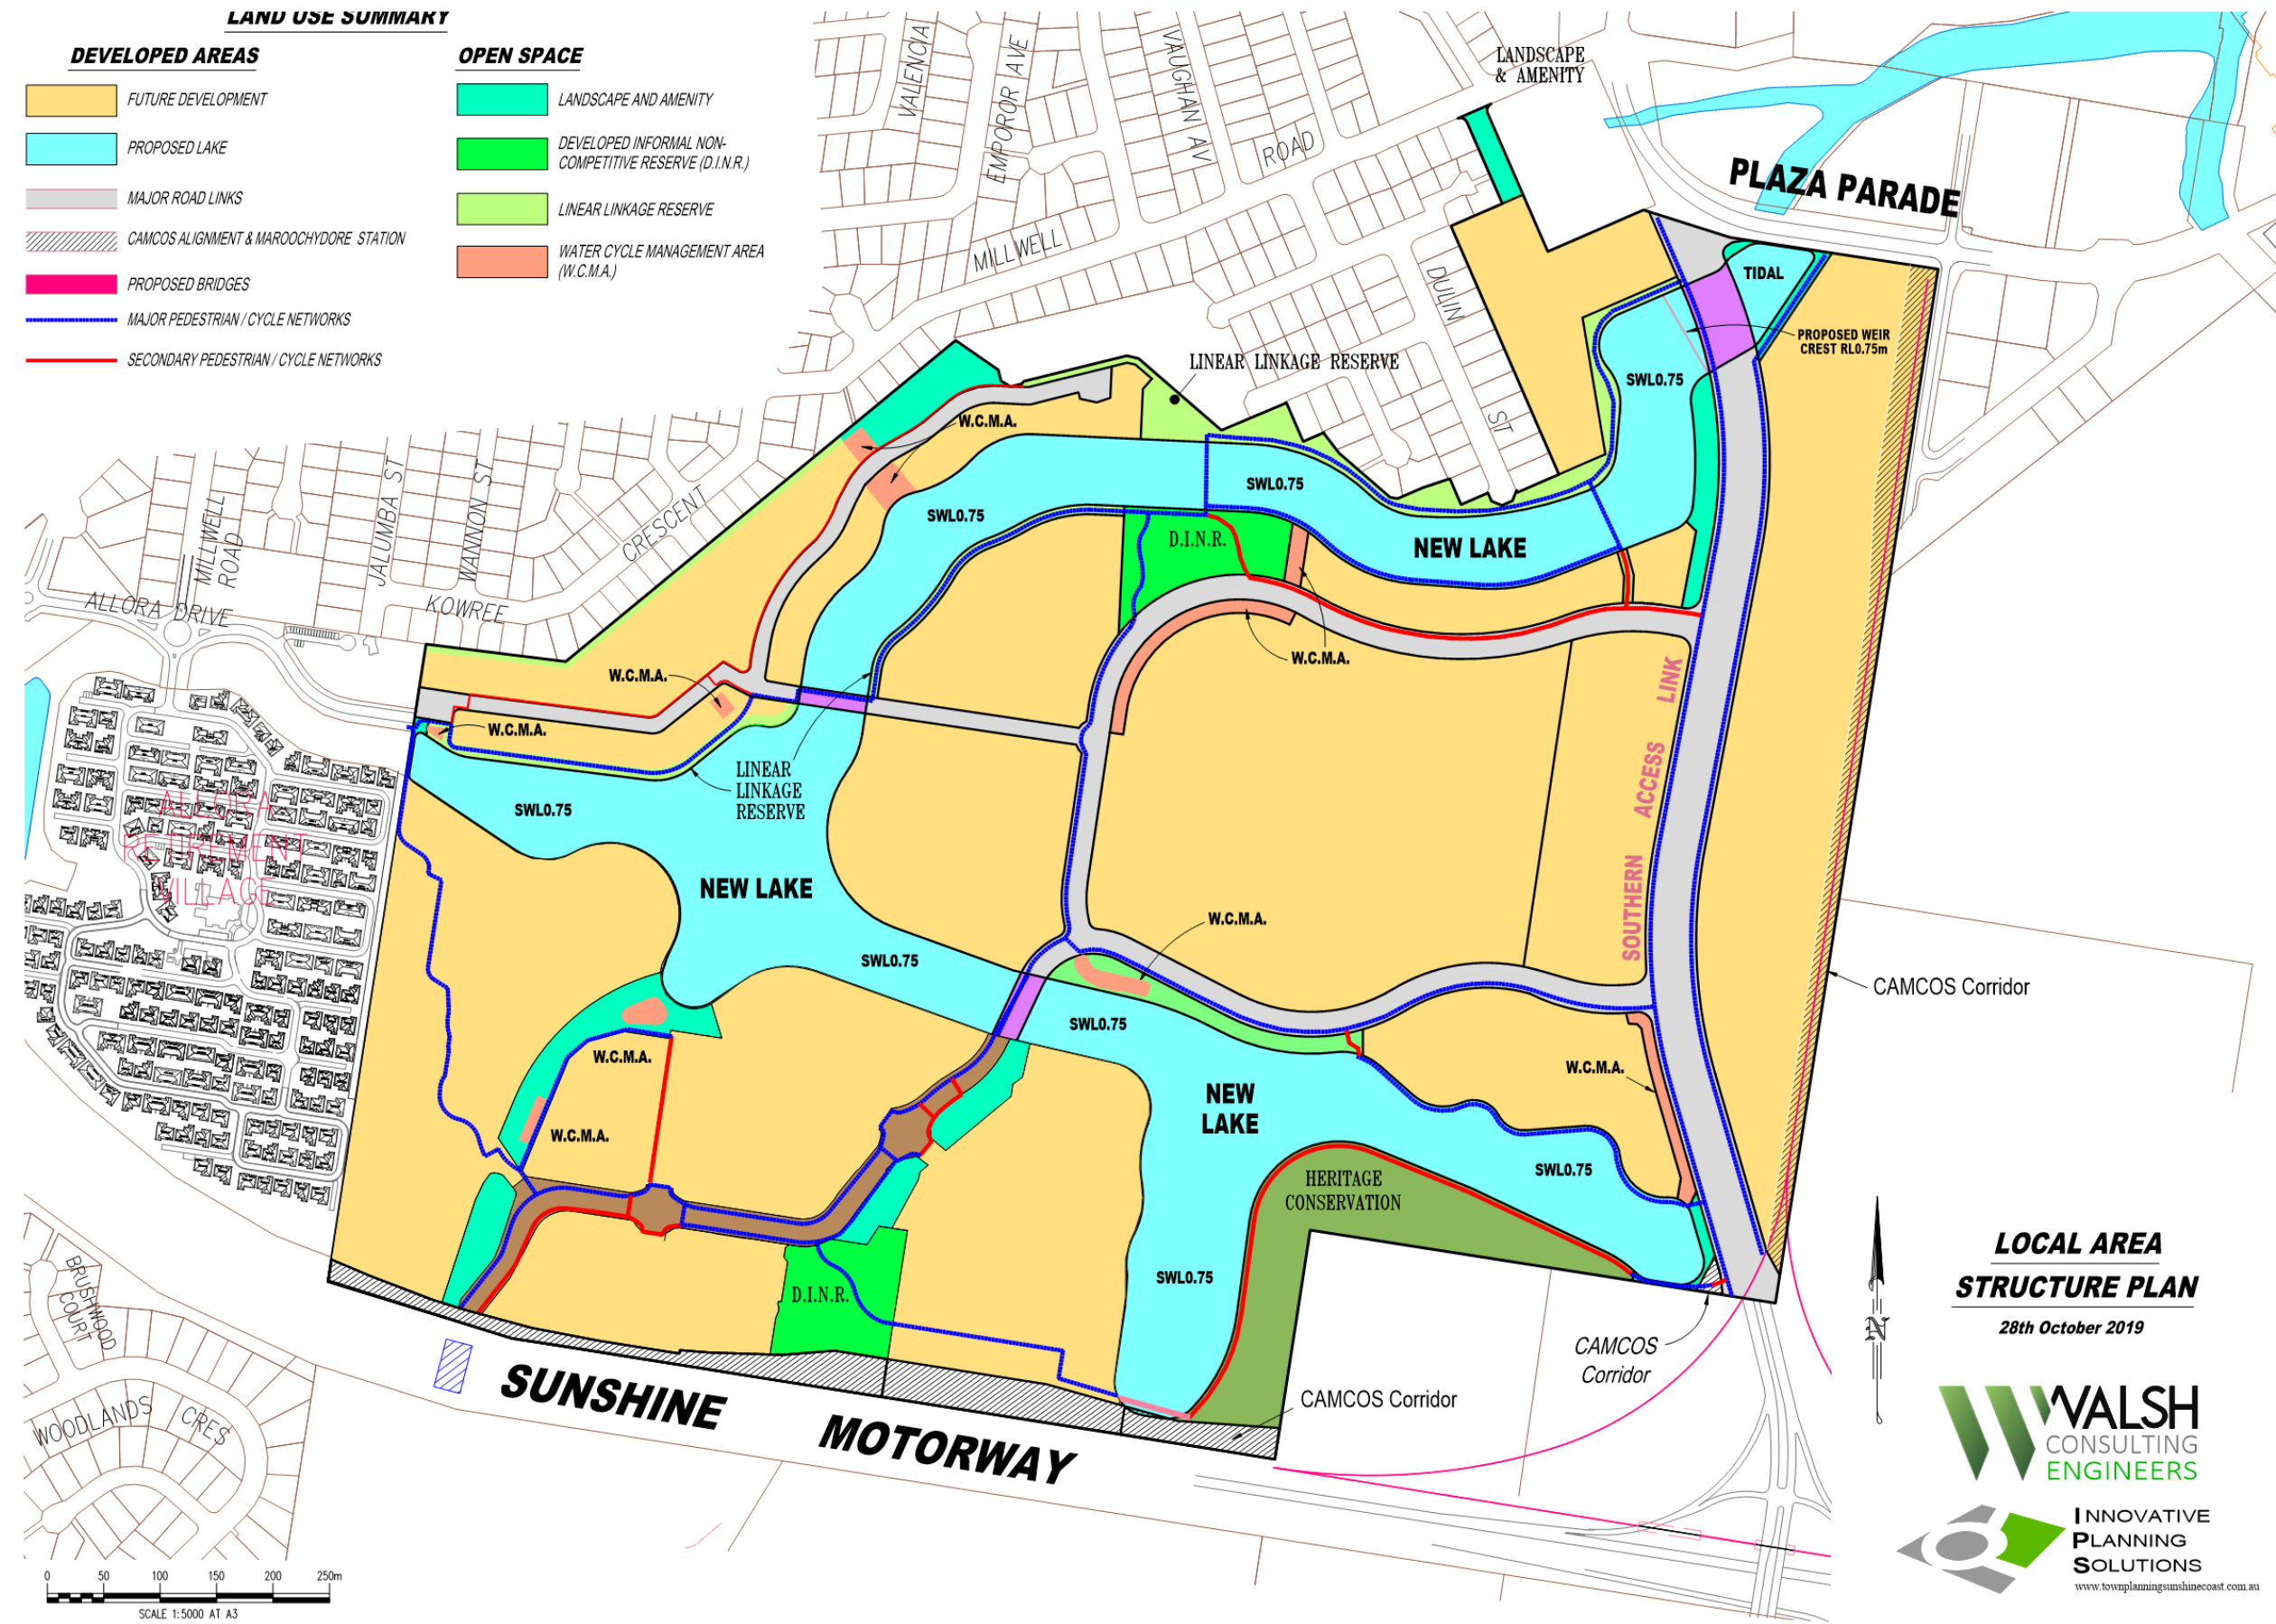 LAND USE SUMMARY
DEVELOPED AREAS
FUTURE DEVELOPMENT
PROPOSED LAKE
MAJOR ROAD LINKS
CAMCOS ALIGNMENT & MAROOCHYDORE STATION
PROPOSED BRIDGES
MAJOR PEDESTRIAN / CYCLE NETWORKS
SECONDARY PEDESTRIAN / CYCLE NETWORKS
OPEN SPACE
LANDSCAPE AND AMENITY
DEVELOPED INFORMAL NON-
COMPETITIVE RESERVE (D.I.N.R.)
LINEAR LINKAGE RESERVE
WATER CYCLE MANAGEMENT AREA
(W.C.M.A.)
VALENCIA
EMPOROR AVE
VAUGHAN AV
ROAD
MILLWELL
DULIN
ST
LANDSCAPE
& AMENITY
PLAZA PARADE
TIDAL
PROPOSED WEIR
CREST RL0.75m
SWL0.75
LINEAR LINKAGE RESERVE
W.C.M.A.
SWL0.75
SWL0.75
NEW LAKE
D.I.N.R.
W.C.M.A.
MILLWELL
ROAD
JALUMBA ST
WANNON ST
CRESCENT
KOWREE
ALLORA DRIVE
W.C.M.A.
W.C.M.A.
LINEAR
LINKAGE
RESERVE
SWL0.75
ALLORA
RETIREMENT
VILLAGE
NEW LAKE
SWL0.75
SOUTHERN ACCESS LINK
W.C.M.A.
CAMCOS Corridor
SWL0.75
W.C.M.A.
W.C.M.A.
NEW
LAKE
W.C.M.A.
SWL0.75
HERITAGE
CONSERVATION
SWL0.75
D.I.N.R.
CAMCOS
Corridor
CAMCOS Corridor
SUNSHINE MOTORWAY
BRUSHWOOD
COURT
WOODLANDS CRES
0 50 100 150 200 250m
SCALE 1:5000 AT A3
N
LOCAL AREA
STRUCTURE PLAN
28th October 2019
WALSH
CONSULTING
ENGINEERS
INNOVATIVE
PLANNING
SOLUTIONS
www.townplanningsunshinecoast.com.au